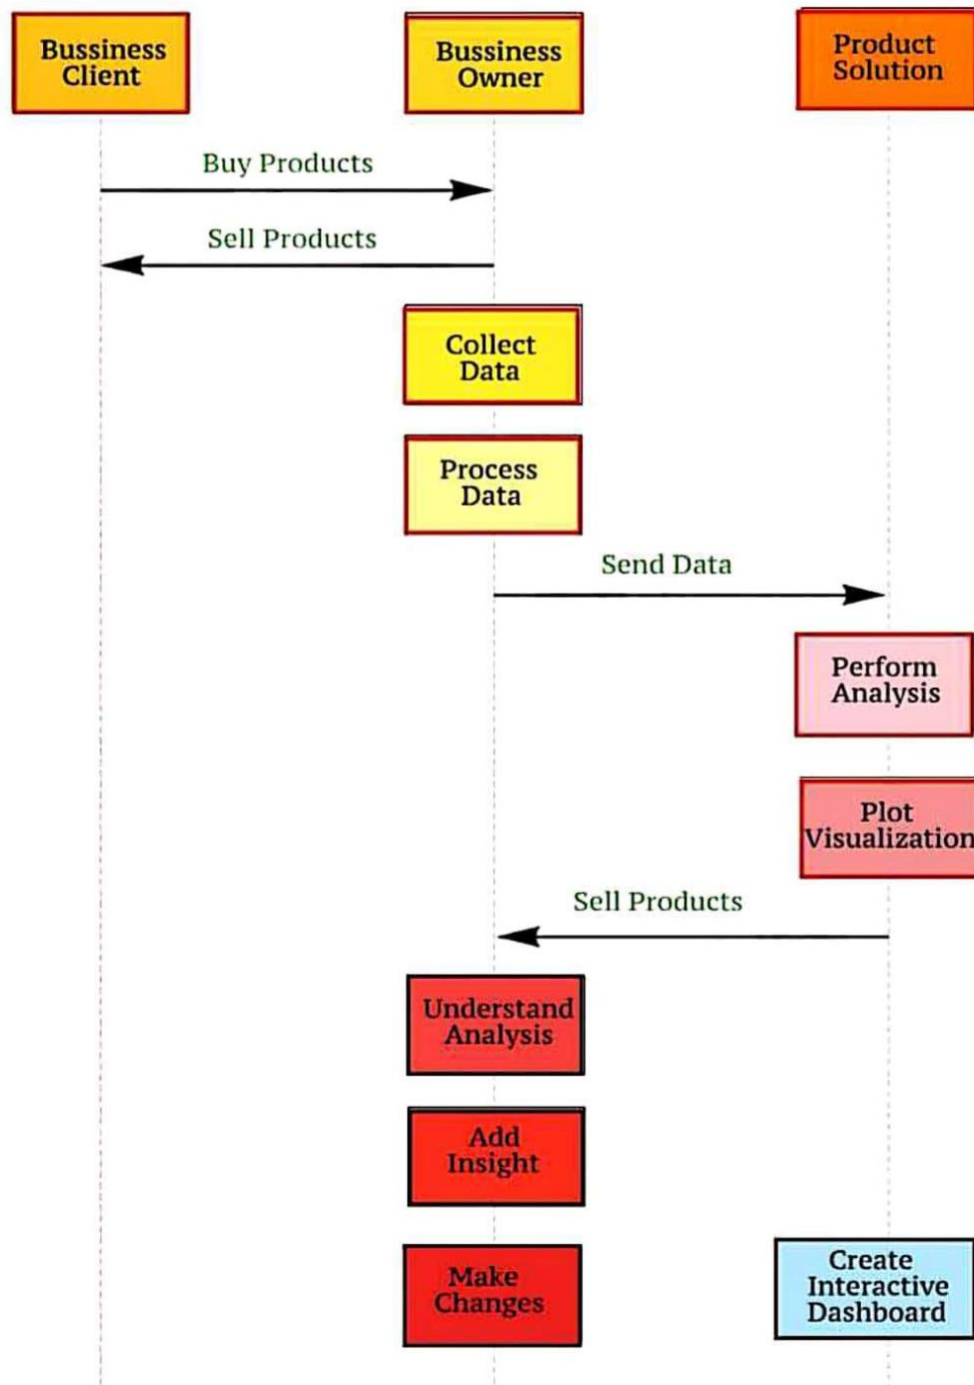 Bussiness
Client
Bussiness
Owner
Product
Solution
Buy Products
Sell Products
Collect
Data
Process
Data
Send Data
Perform
Analysis
Plot
Visualization
Sell Products
Understand
Analysis
Add
Insight
Make
Changes
Create
Interactive
Dashboard